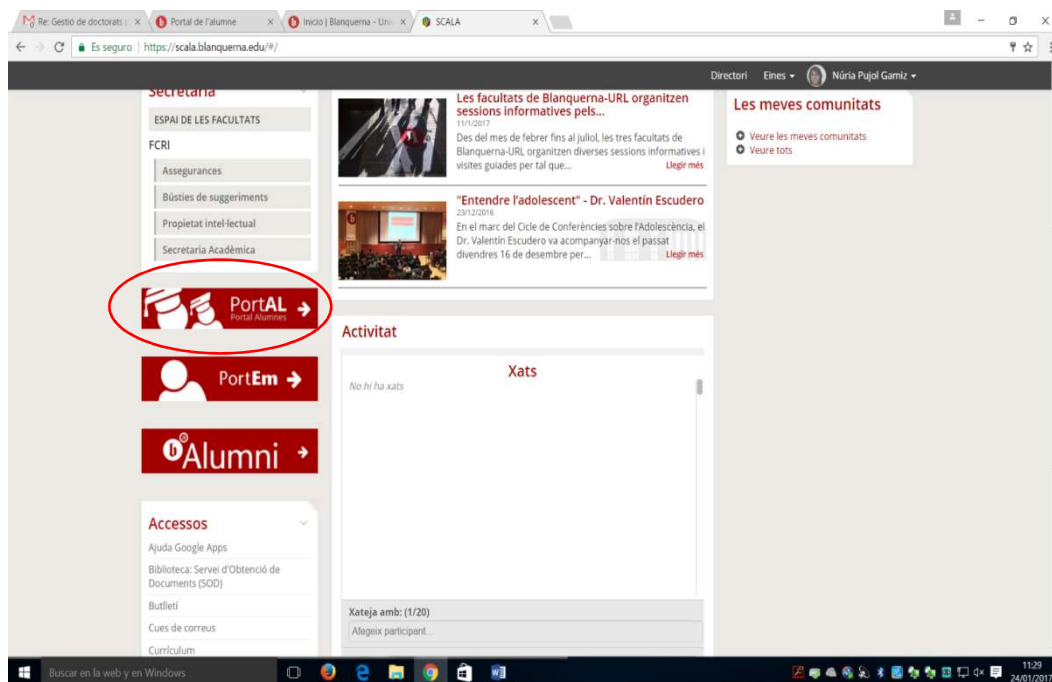 Re: Gestió de doctorats
Portal de l'alumne
Inicio | Blanquerna - Uni
SCALA
Es seguro
https://scala.blanquerna.edu/#/
Directori
Eines
Núria Pujol Gamiz
Secretaria
ESPAI DE LES FACULTATS
FCRI
Assegurances
Bústies de suggeriments
Propietat intel·lectual
Secretaria Acadèmica
PortAL
Portal Alumnes
PortEm
b Alumni
Accessos
Ajuda Google Apps
Biblioteca: Servei d'Obtenció de
Documents (SOD)
Butlletí
Cues de correus
Currículum
Les facultats de Blanquerna-URL organitzen
sessions informatives pels...
11/1/2017
Des del mes de febrer fins al juliol, les tres facultats de
Blanquerna-URL organitzen diverses sessions informatives i
visites guiades per tal que... Llegir més
"Entendre l'adolescent" - Dr. Valentín Escudero
23/12/2016
En el marc del Cicle de Conferències sobre l'Adolescència, el
Dr. Valentín Escudero va acompanyar-nos el passat
divendres 16 de desembre per... Llegir més
Activitat
Xats
No hi ha xats
Xateja amb: (1/20)
Afegeix participant...
Les meves comunitats
Veure les meves comunitats
Veure tots
Buscar en la web y en Windows
11:29
24/01/2017